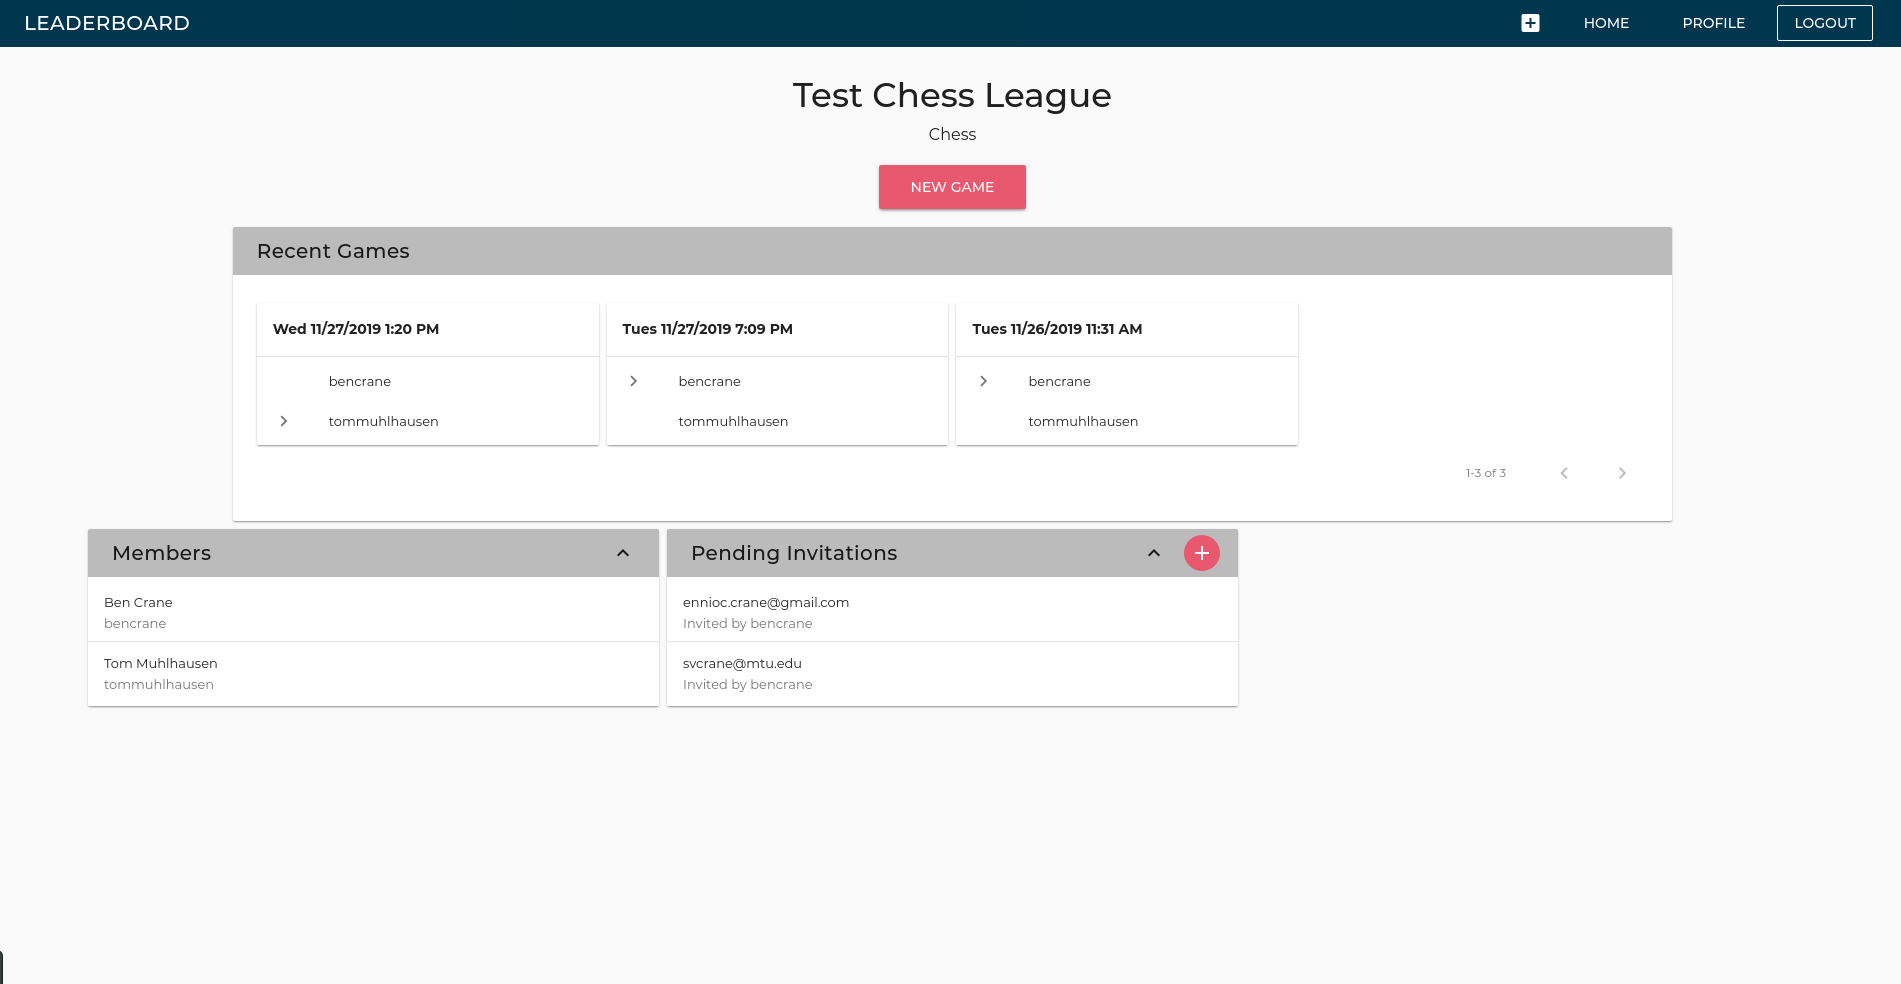 LEADERBOARD
HOME
PROFILE
LOGOUT
Test Chess League
Chess
NEW GAME
Recent Games
Wed 11/27/2019 1:20 PM
bencrane
tommuhlhausen
Tues 11/27/2019 7:09 PM
bencrane
tommuhlhausen
Tues 11/26/2019 11:31 AM
bencrane
tommuhlhausen
1-3 of 3
Members
Ben Crane
bencrane
Tom Muhlhausen
tommuhlhausen
Pending Invitations
ennioc.crane@gmail.com
Invited by bencrane
svcrane@mtu.edu
Invited by bencrane